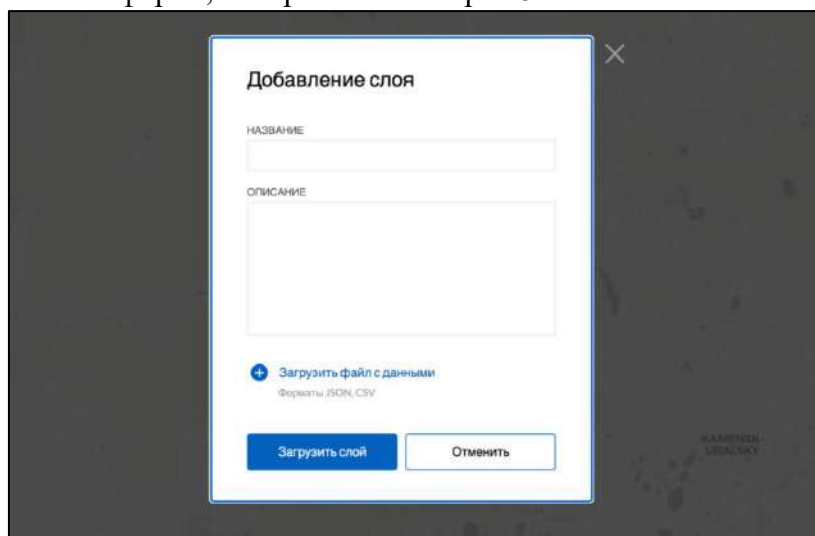 Добавление слоя
НАЗВАНИЕ
ОПИСАНИЕ
Загрузить файл с данными
Форматы JSON, CSV
Загрузить слой
Отменить
KAMENSK-
URALSKY